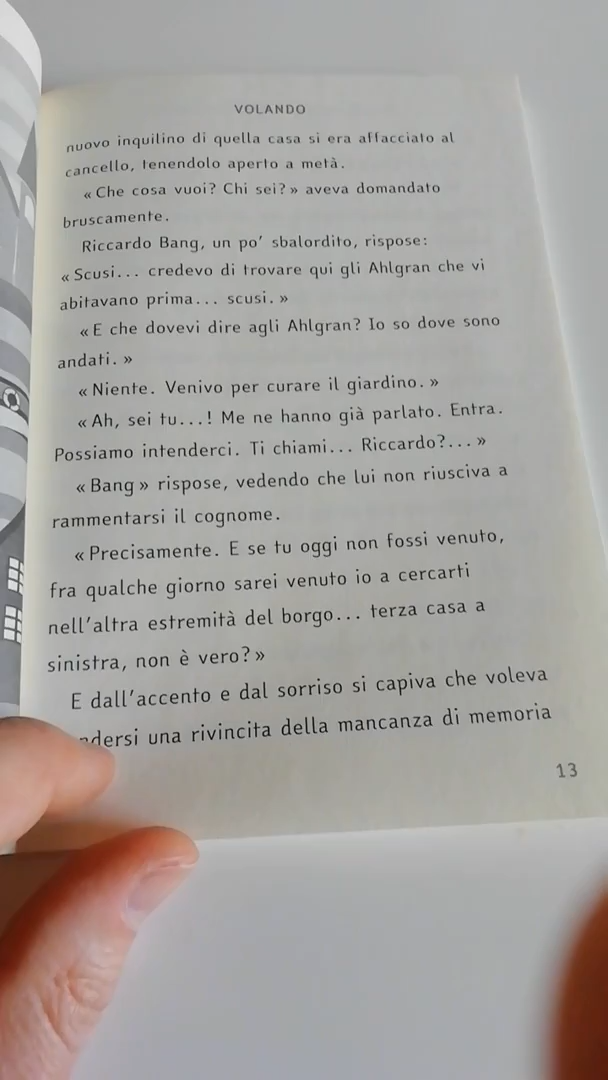 VOLANDO
nuovo inquilino di quella casa si era affacciato al
cancello, tenendolo aperto a metà.
« Che cosa vuoi? Chi sei? » aveva domandato
bruscamente.
Riccardo Bang, un po' sbalordito, rispose:
« Scusi... credevo di trovare qui gli Ahlgran che vi
abitavano prima... scusi. »
« E che dovevi dire agli Ahlgran? Io so dove sono
andati. »
« Niente. Venivo per curare il giardino. »
« Ah, sei tu...! Me ne hanno già parlato. Entra.
Possiamo intenderci. Ti chiami... Riccardo?... »
« Bang » rispose, vedendo che lui non riusciva a
rammentarsi il cognome.
« Precisamente. E se tu oggi non fossi venuto,
fra qualche giorno sarei venuto io a cercarti
nell'altra estremità del borgo... terza casa a
sinistra, non è vero? »
E dall'accento e dal sorriso si capiva che voleva
una rivincita della mancanza di memoria
13